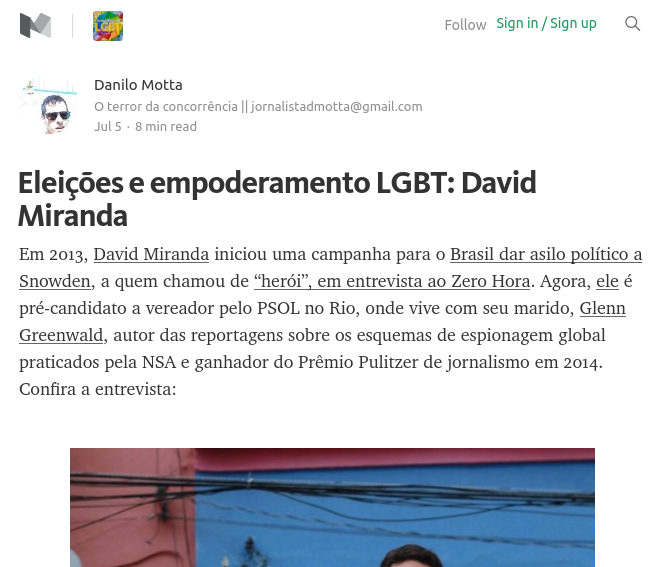 LGBT
Follow Sign in / Sign up
Danilo Motta
O terror da concorrência || jornalistadmotta@gmail.com
Jul 5 · 8 min read
Eleições e empoderamento LGBT: David
Miranda
Em 2013, David Miranda iniciou uma campanha para o Brasil dar asilo político a
Snowden, a quem chamou de “herói”, em entrevista ao Zero Hora. Agora, ele é
pré-candidato a vereador pelo PSOL no Rio, onde vive com seu marido, Glenn
Greenwald, autor das reportagens sobre os esquemas de espionagem global
praticados pela NSA e ganhador do Prêmio Pulitzer de jornalismo em 2014.
Confira a entrevista: